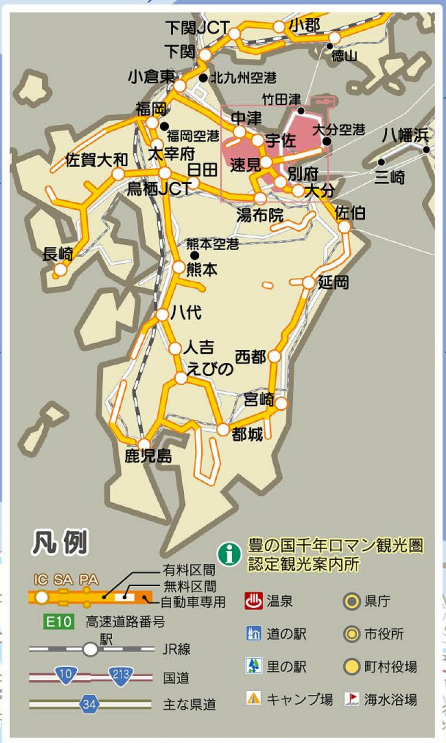 下関JCT
小郡
下関
徳山
小倉東
北九州空港
竹田津
福岡
中津
宇佐
大分空港
八幡浜
福岡空港
太宰府
佐賀大和
日田
速見
別府
三崎
鳥栖JCT
大分
湯布院
佐伯
長崎
熊本空港
熊本
延岡
八代
人吉
西都
えびの
宮崎
都城
鹿児島
凡例
豊の国千年ロマン観光圏
認定観光案内所
IC SA PA
有料区間
無料区間
自動車専用
E10 高速道路番号
駅
JR線
10 213 国道
34 主な県道
温泉
県庁
道の駅
市役所
里の駅
町村役場
キャンプ場
海水浴場